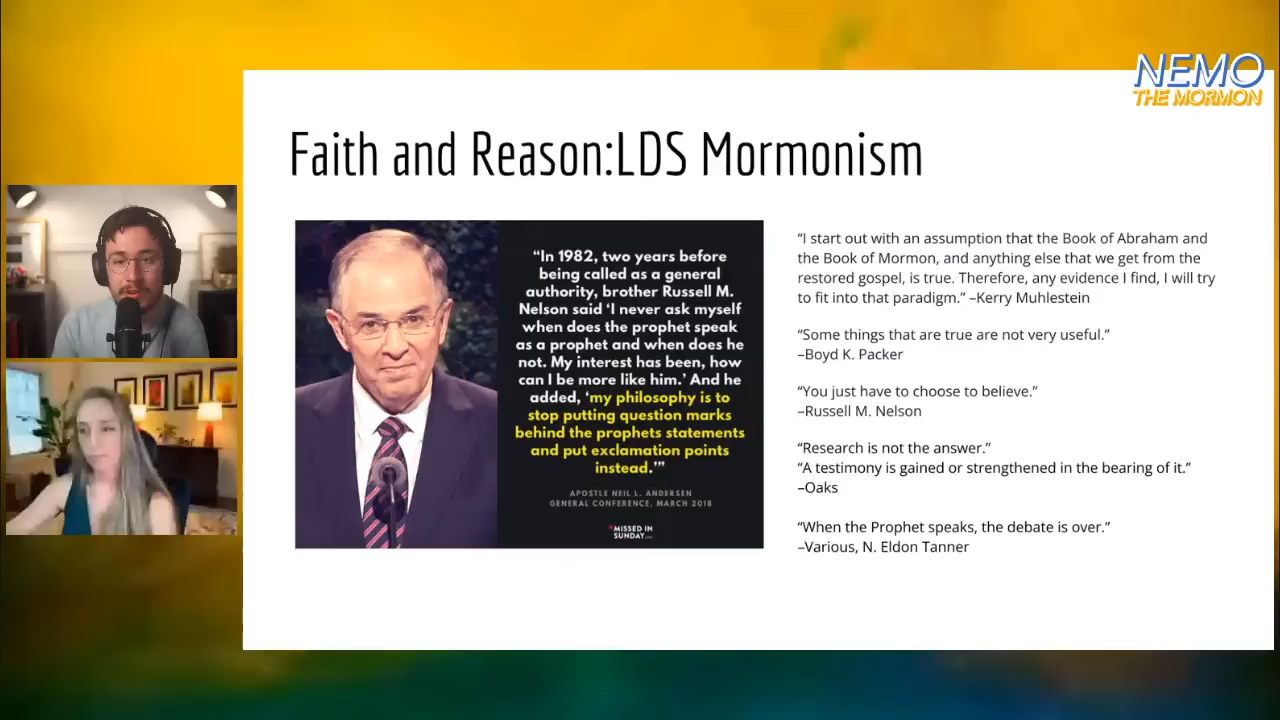 NEMO
THE MORMON
Faith and Reason:LDS Mormonism
“In 1982, two years before
being called as a general
authority, brother Russell M.
Nelson said ‘I never ask myself
when does the prophet speak
as a prophet and when does he
not. My interest has been, how
can I be more like him.’ And he
added, ‘my philosophy is to
stop putting question marks
behind the prophets statements
and put exclamation points
instead.’”
APOSTLE NEIL L. ANDERSEN
GENERAL CONFERENCE, MARCH 2018
*MISSED IN
SUNDAY
“I start out with an assumption that the Book of Abraham and
the Book of Mormon, and anything else that we get from the
restored gospel, is true. Therefore, any evidence I find, I will try
to fit into that paradigm.” –Kerry Muhlestein
“Some things that are true are not very useful.”
–Boyd K. Packer
“You just have to choose to believe.”
–Russell M. Nelson
“Research is not the answer.”
“A testimony is gained or strengthened in the bearing of it.”
–Oaks
“When the Prophet speaks, the debate is over.”
–Various, N. Eldon Tanner